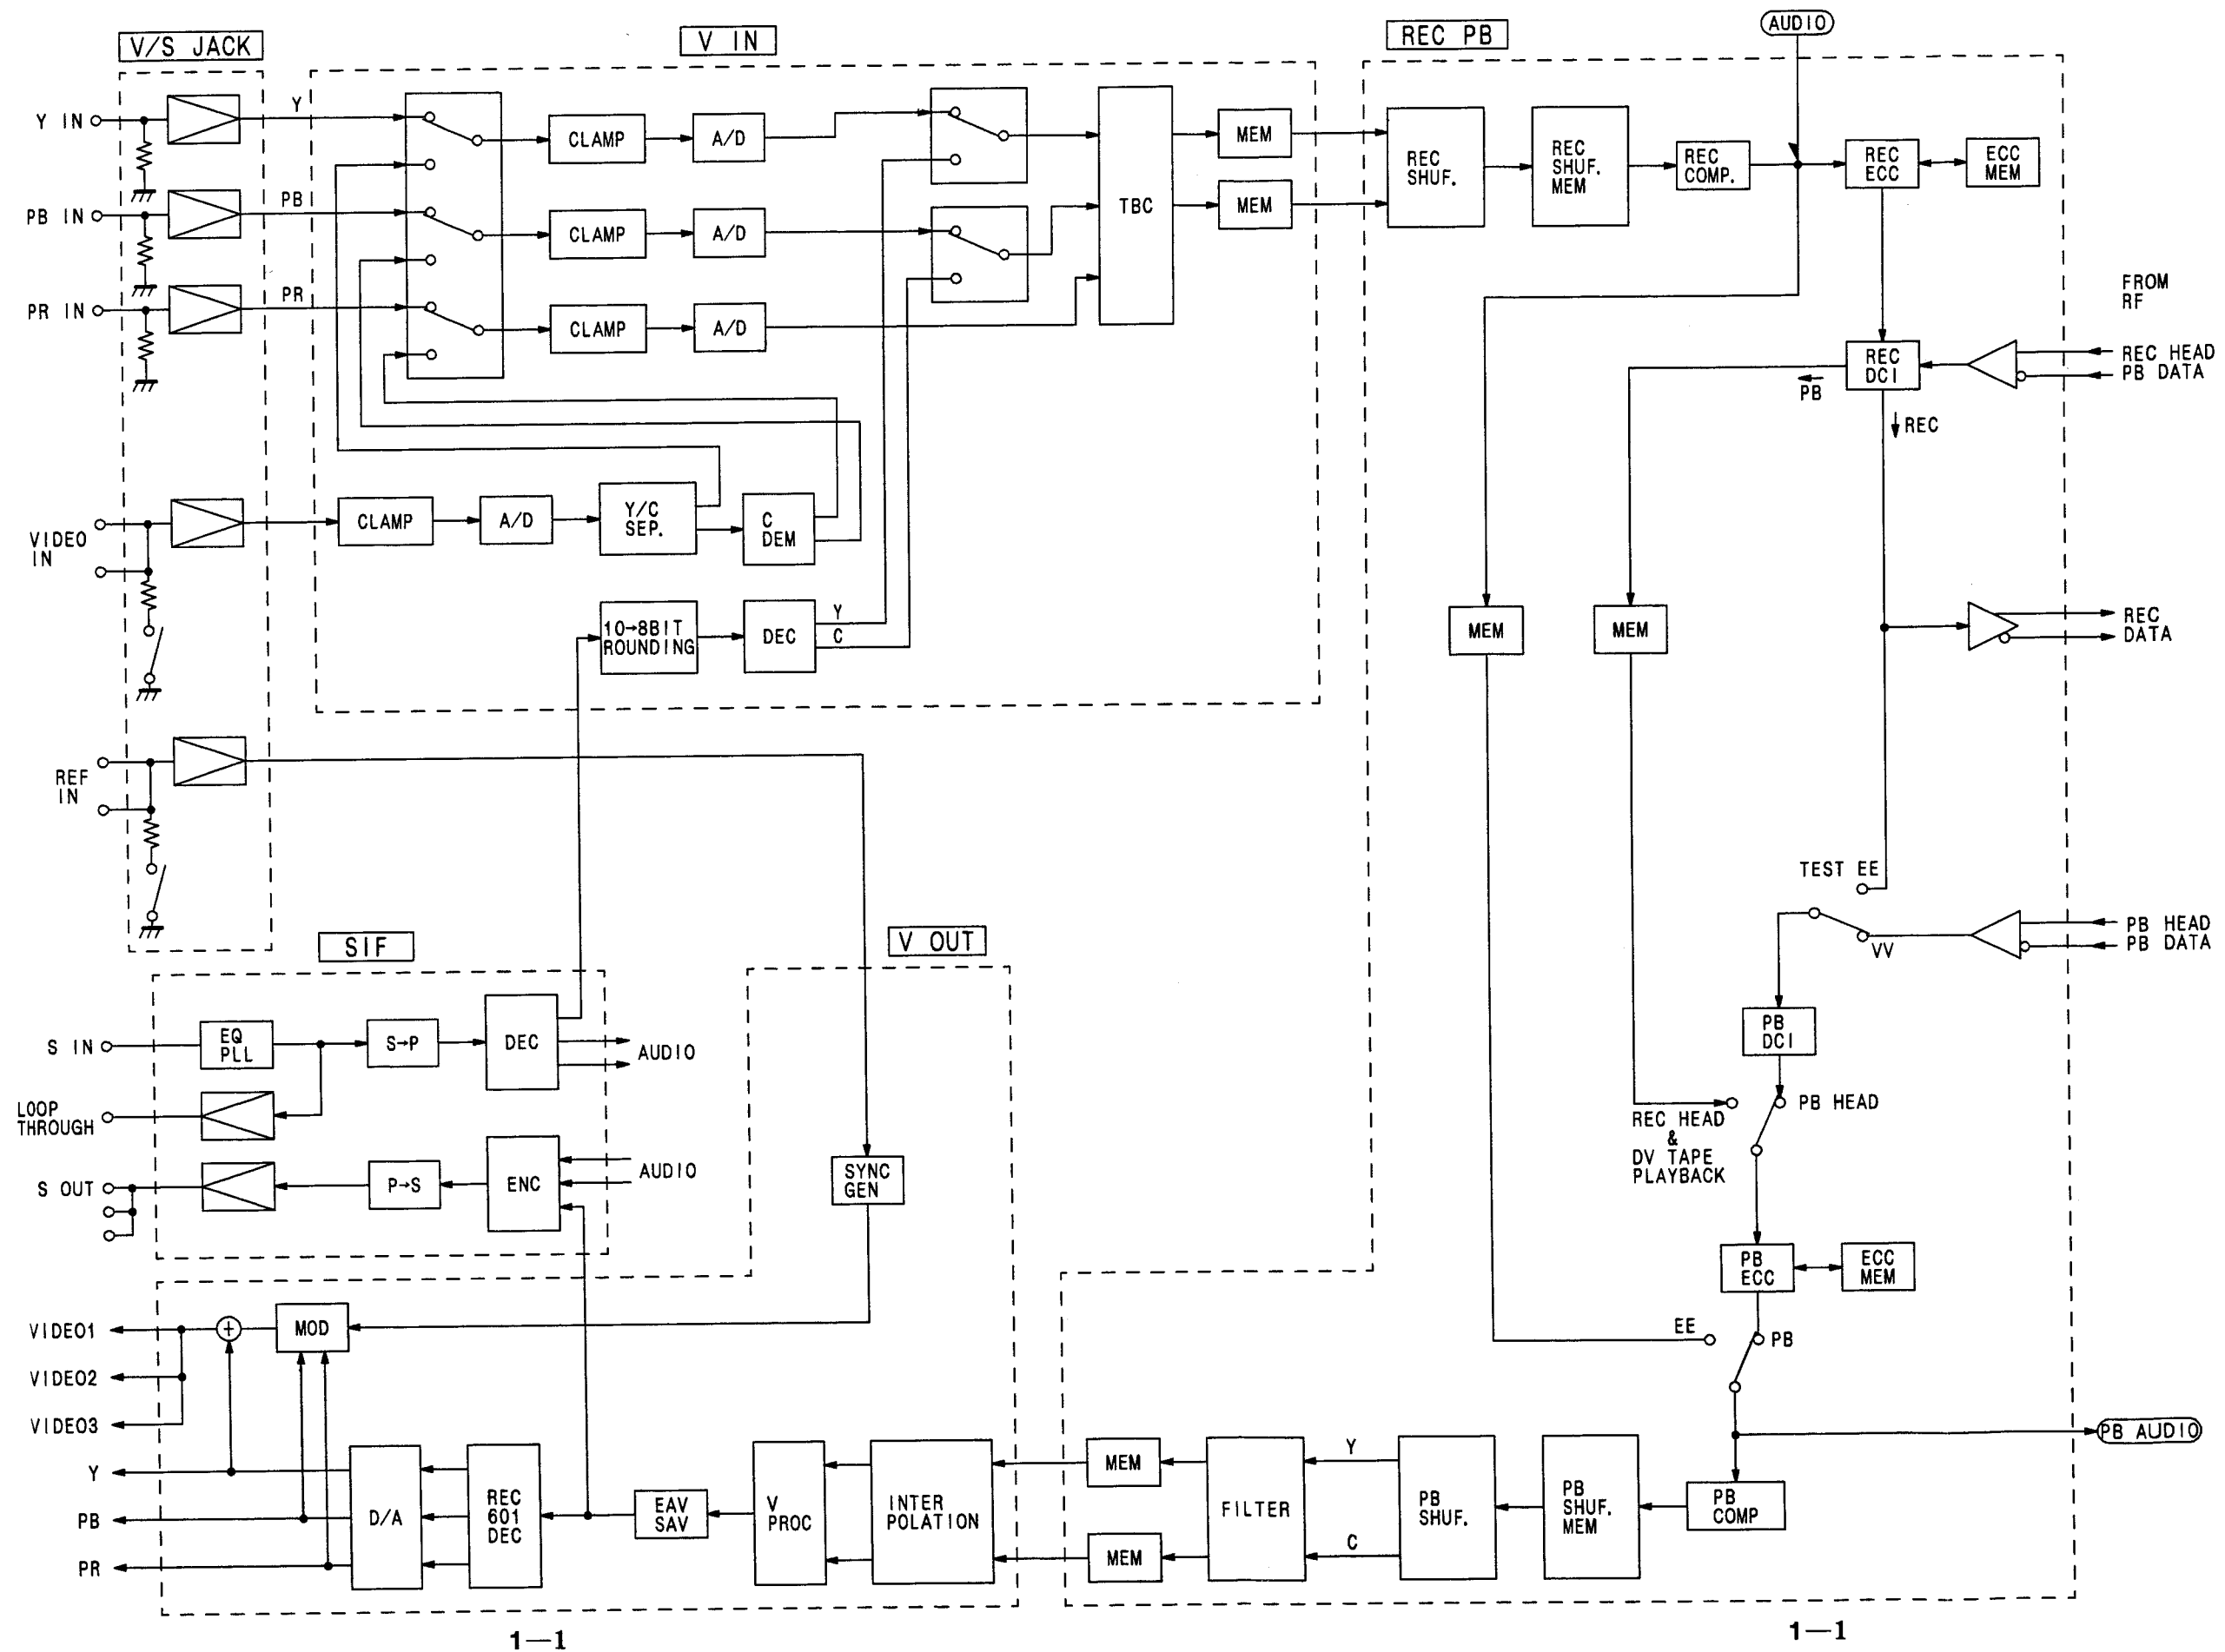 V/S JACK
V IN
REC PB
AUDIO
Y IN
Y
CLAMP
A/D
MEM
REC
SHUF.
REC
SHUF.
MEM
REC
COMP.
REC
ECC
ECC
MEM
PB IN
PB
CLAMP
A/D
TBC
MEM
PR IN
PR
CLAMP
A/D
FROM
RF
REC
DCI
REC HEAD
PB DATA
PB
REC
VIDEO
IN
CLAMP
A/D
Y/C
SEP.
C
DEM
10→8BIT
ROUNDING
DEC
Y
C
MEM
MEM
REC
DATA
REF
IN
TEST EE
VV
PB HEAD
PB DATA
SIF
V OUT
S IN
EQ
PLL
S→P
DEC
AUDIO
PB
DCI
LOOP
THROUGH
REC HEAD
&
DV TAPE
PLAYBACK
PB HEAD
S OUT
P→S
ENC
AUDIO
SYNC
GEN
PB
ECC
ECC
MEM
VIDEO1
MOD
EE
PB
VIDEO2
VIDEO3
PB AUDIO
Y
PB
PR
D/A
REC
601
DEC
EAV
SAV
V
PROC
INTER
POLATION
MEM
MEM
FILTER
Y
C
PB
SHUF.
PB
SHUF.
MEM
PB
COMP
1—1
1—1